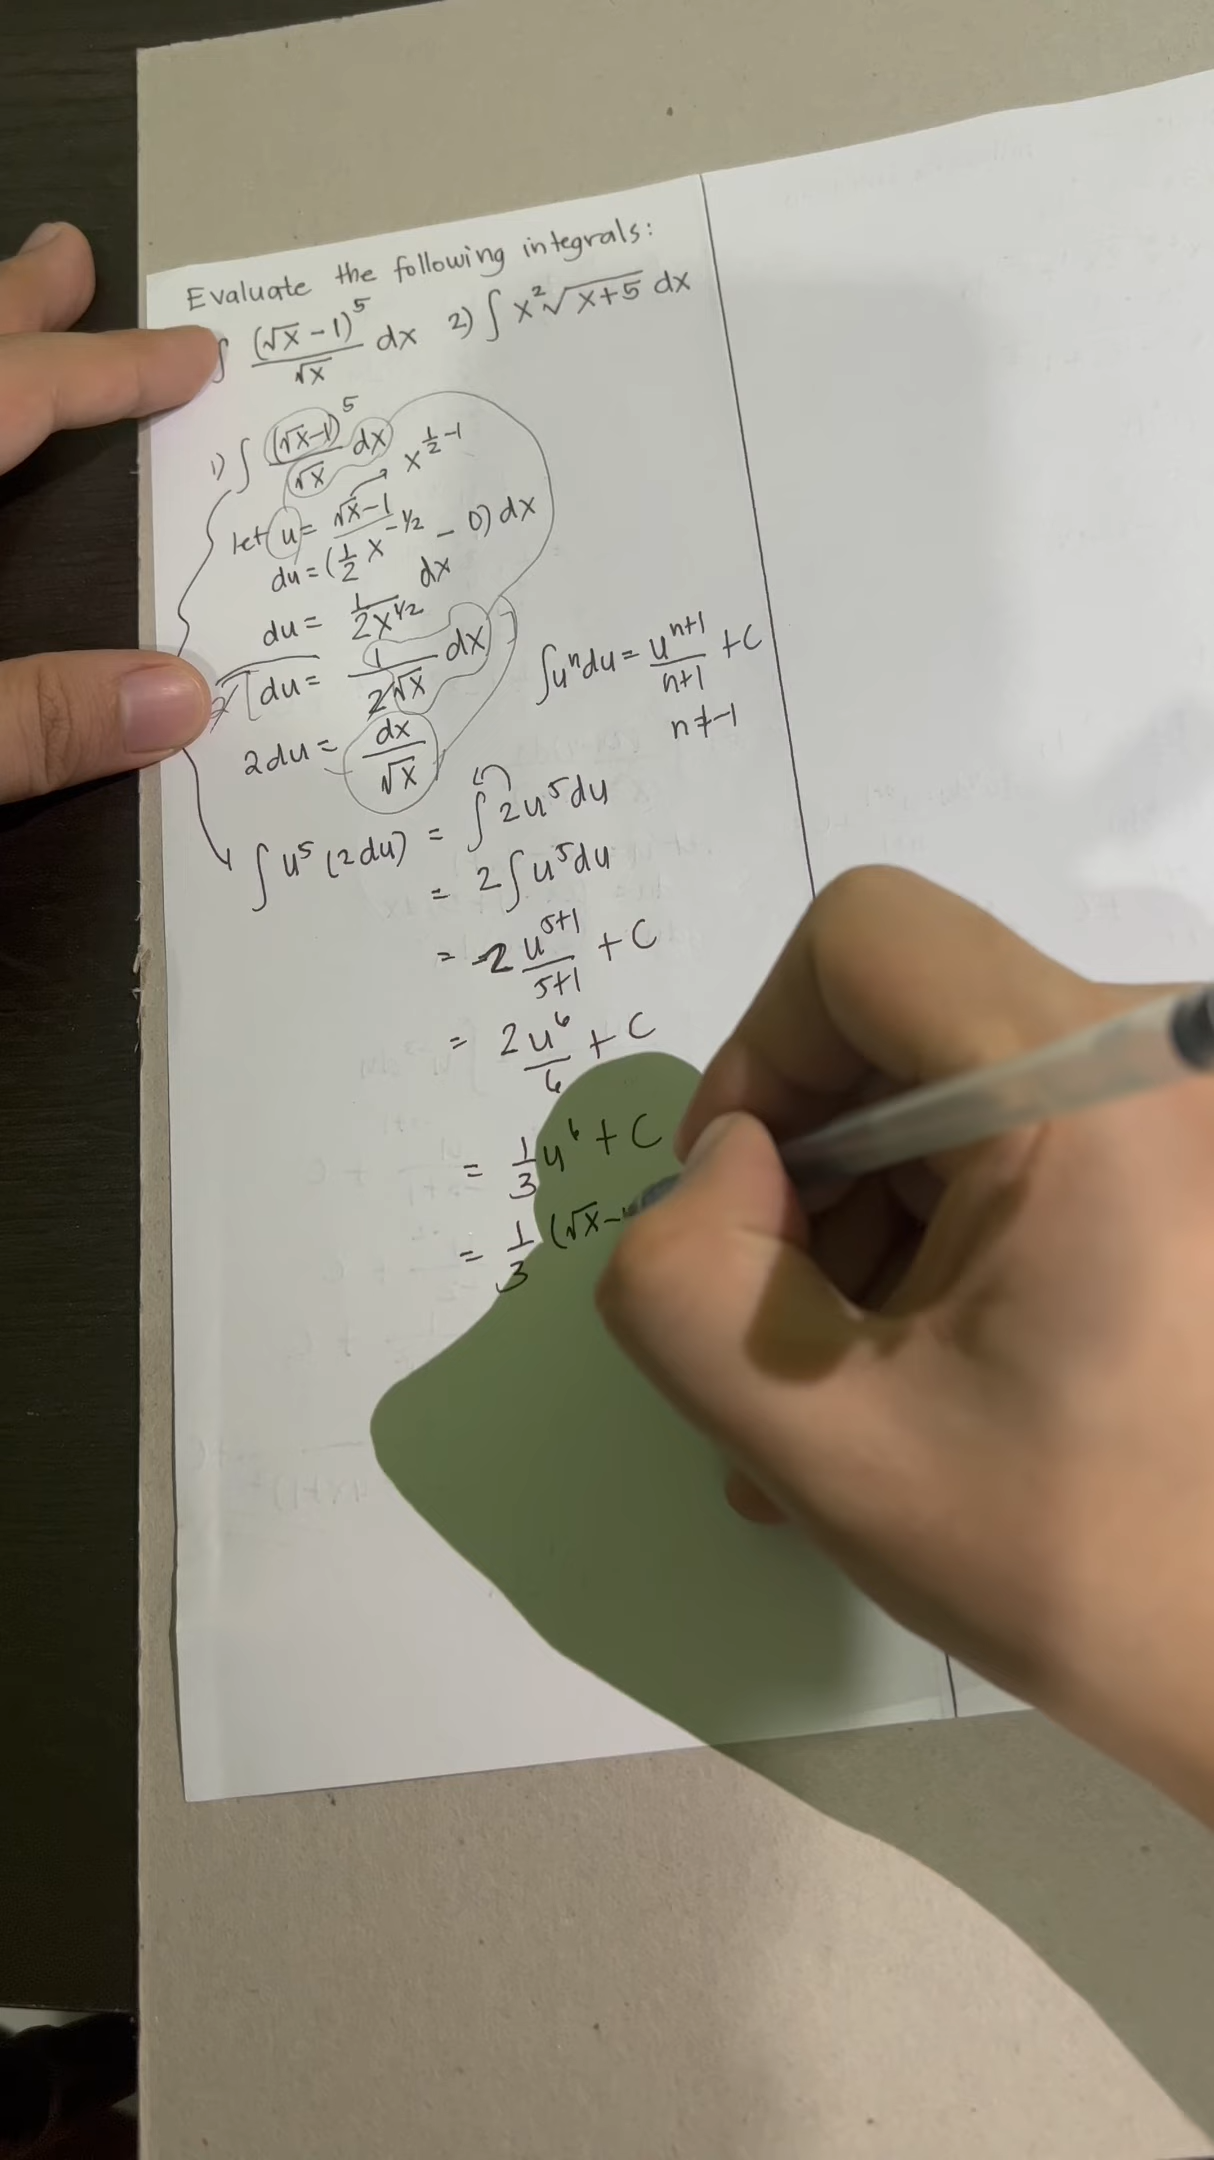 Evaluate the following integrals:
∫ (√x - 1)^5 / √x dx 2) ∫ x^2 √(x+5) dx
1) ∫ (√x-1)^5 / √x dx
x^(1/2 -1)
let u = √x-1
du = (1/2 x^(-1/2) - 0) dx
du = 1/(2x^(1/2)) dx
2[du = 1/(2√x) dx]
2du = dx/√x
∫u^n du = u^(n+1)/(n+1) + C
n≠-1
∫ u^5 (2du) = ∫ 2u^5 du
= 2∫ u^5 du
= 2 u^(5+1)/(5+1) + C
= 2u^6/6 + C
= 1/3 u^6 + C
= 1/3 (√x-